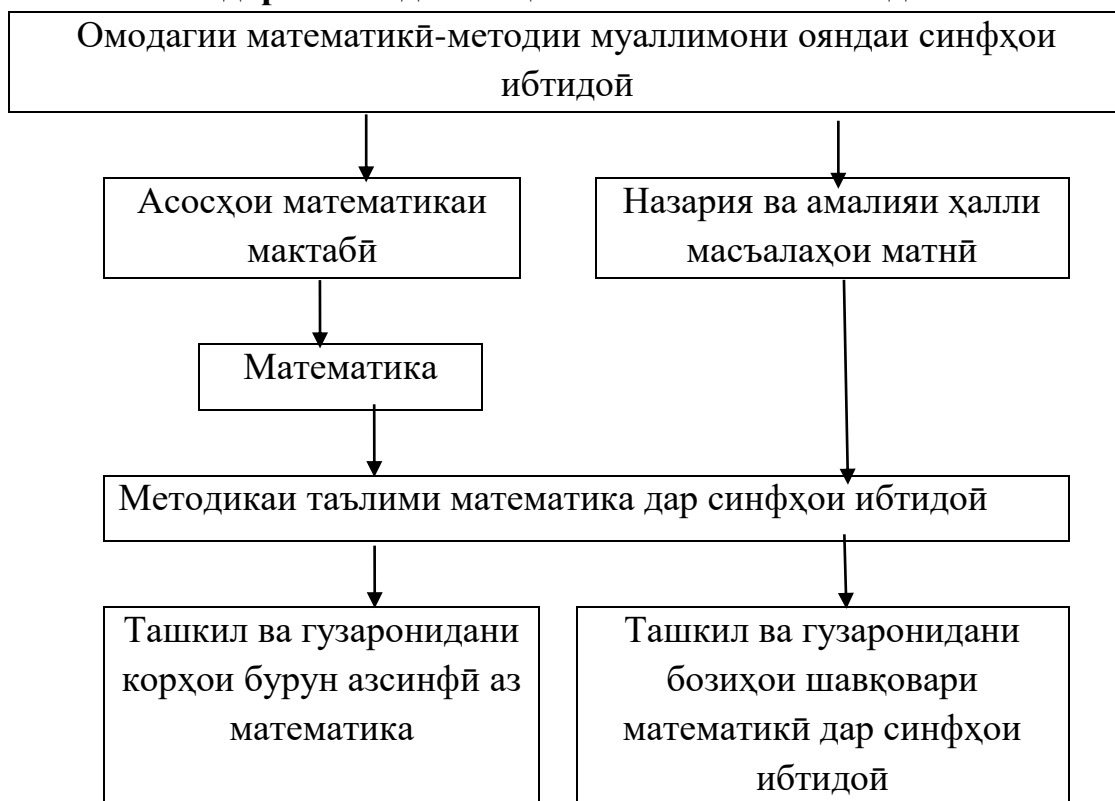 Омодагии математикӣ-методии муаллимони ояндаи синфҳои
ибтидоӣ
Асосҳои математикаи
мактабӣ
Назария ва амалияи ҳалли
масъалаҳои матнӣ
Математика
Методикаи таълими математика дар синфҳои ибтидоӣ
Ташкил ва гузаронидани
корҳои бурун азсинфӣ аз
математика
Ташкил ва гузаронидани
бозиҳои шавқовари
математикӣ дар синфҳои
ибтидоӣ